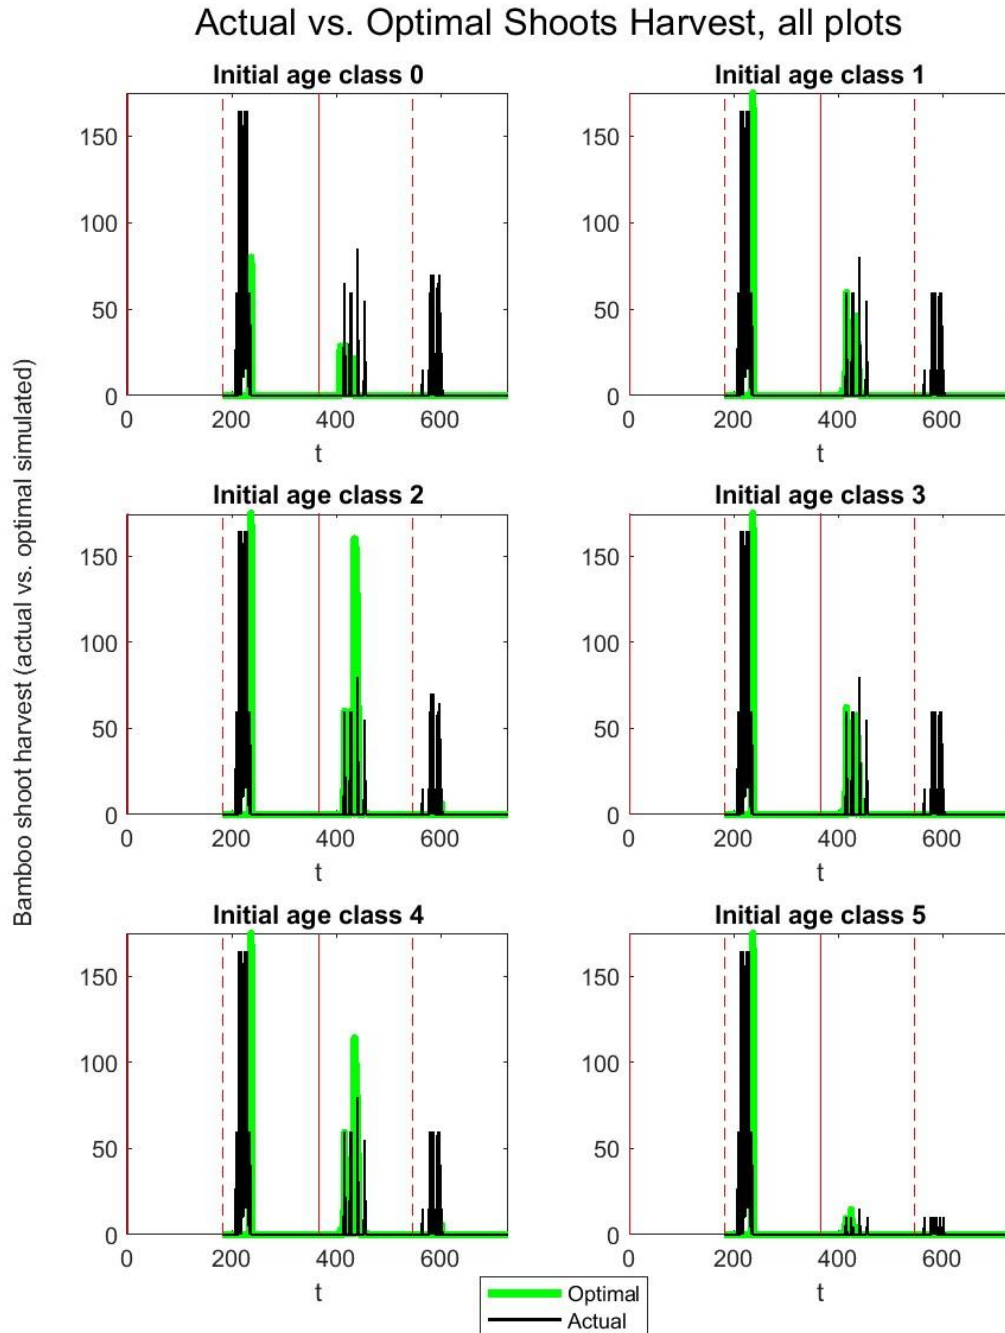 Actual vs. Optimal Shoots Harvest, all plots
Bamboo shoot harvest (actual vs. optimal simulated)
Initial age class 0
150
100
50
0
0 200 400 600
t
Initial age class 1
150
100
50
0
0 200 400 600
t
Initial age class 2
150
100
50
0
0 200 400 600
t
Initial age class 3
150
100
50
0
0 200 400 600
t
Initial age class 4
150
100
50
0
0 200 400 600
t
Initial age class 5
150
100
50
0
0 200 400 600
t
Optimal
Actual